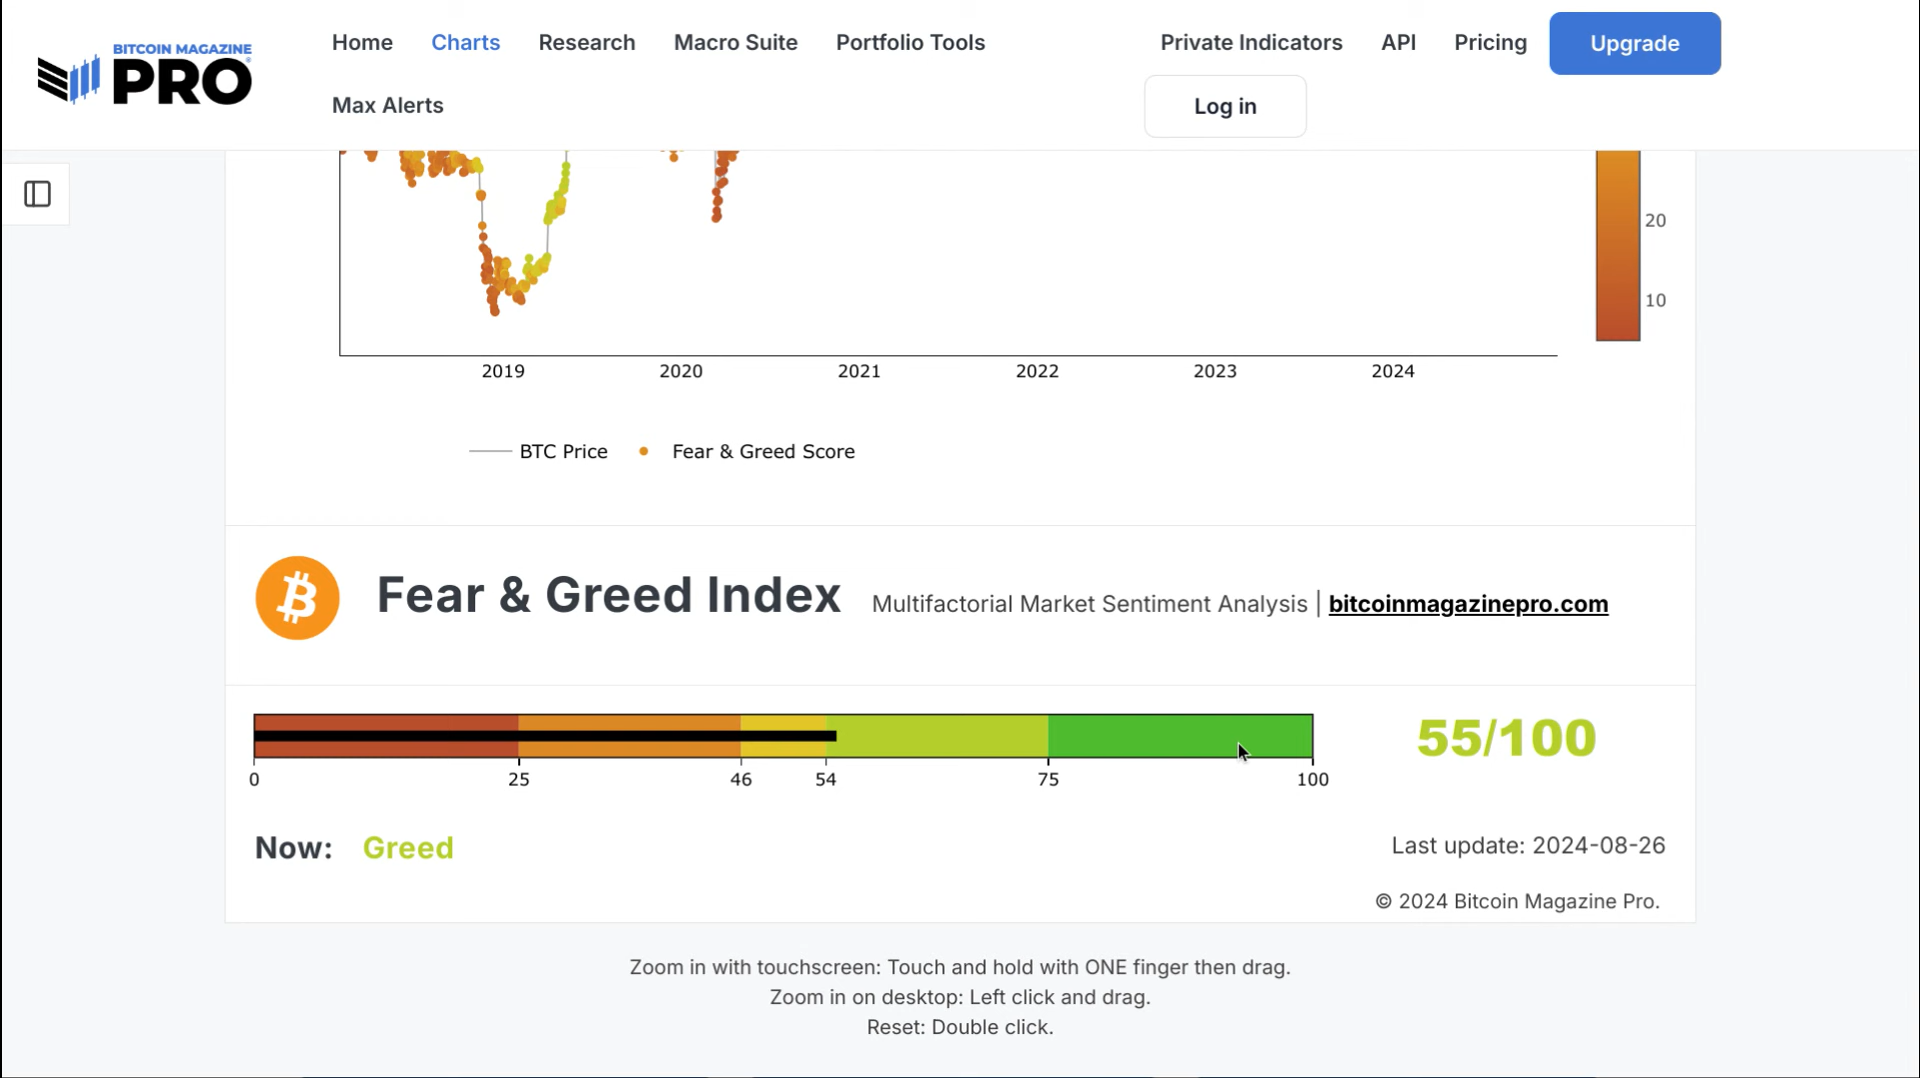 BITCOIN MAGAZINE
PRO
Home
Charts
Research
Macro Suite
Portfolio Tools
Max Alerts
Private Indicators
API
Pricing
Upgrade
Log in
20
10
2019
2020
2021
2022
2023
2024
BTC Price
Fear & Greed Score
Fear & Greed Index
Multifactorial Market Sentiment Analysis | bitcoinmagazinepro.com
55/100
0
25
46
54
75
100
Now: Greed
Last update: 2024-08-26
© 2024 Bitcoin Magazine Pro.
Zoom in with touchscreen: Touch and hold with ONE finger then drag.
Zoom in on desktop: Left click and drag.
Reset: Double click.